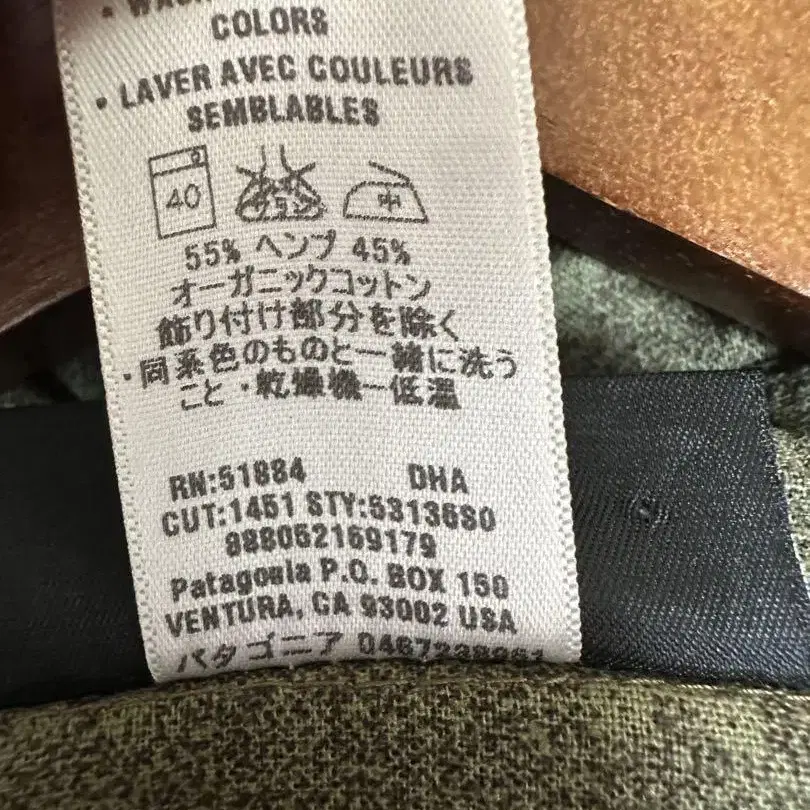 COLORS
• LAVER AVEC COULEURS
SEMBLABLES
40 中
55% ヘンプ 45%
オーガニックコットン
飾り付け部分を除く
・同系色のものと一緒に洗う
こと・乾燥機ー低温
RN:51884 DHA
CUT:1451 STY:53136S0
888052169179
Patagonia P.O. BOX 150
VENTURA, CA 93002 USA
パタゴニア